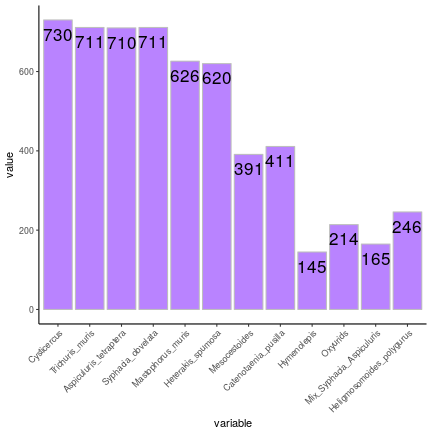 730
711
710
711
626
620
391
411
145
214
165
246
value
600
400
200
0
Cysticercus
Trichuris_muris
Aspiculuris_tetraptera
Syphacia_obvelata
Mastophorus_muris
Heterakis_spumosa
Mesocestoides
Catenotaenia_pusilla
Hymenolepis
Oxyurids
Mix_Syphacia_Aspiculuris
Heligmosomoides_polygurus
variable